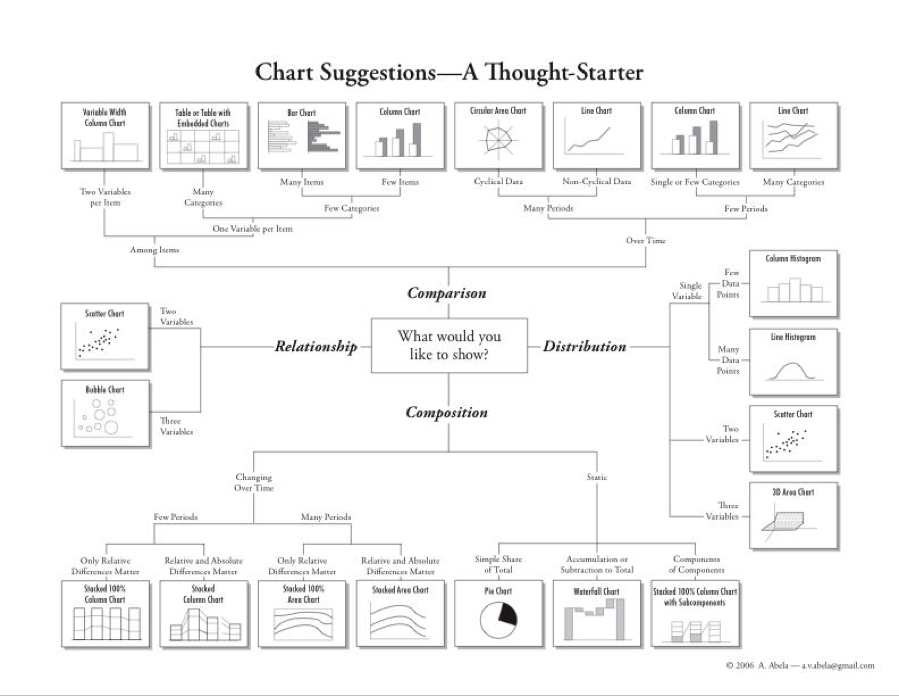 Chart Suggestions—A Thought-Starter
Variable Width
Column Chart
Table or Table with
Embedded Charts
Bar Chart
Column Chart
Circular Area Chart
Line Chart
Column Chart
Line Chart
Two Variables
per Item
Many
Categories
Many Items
Few Items
Cyclical Data
Non-Cyclical Data
Single or Few Categories
Many Categories
Few Categories
Many Periods
Few Periods
One Variable per Item
Among Items
Over Time
Comparison
What would you
like to show?
Relationship
Distribution
Composition
Scatter Chart
Two
Variables
Bubble Chart
Three
Variables
Single
Variable
Few
Data
Points
Column Histogram
Many
Data
Points
Line Histogram
Two
Variables
Scatter Chart
Three
Variables
3D Area Chart
Changing
Over Time
Static
Few Periods
Many Periods
Only Relative
Differences Matter
Relative and Absolute
Differences Matter
Only Relative
Differences Matter
Relative and Absolute
Differences Matter
Simple Share
of Total
Accumulation or
Subtraction to Total
Components
of Components
Stacked 100%
Column Chart
Stacked
Column Chart
Stacked 100%
Area Chart
Stacked Area Chart
Pie Chart
Waterfall Chart
Stacked 100% Column Chart
with Subcomponents
© 2006 A. Abela — a.v.abela@gmail.com